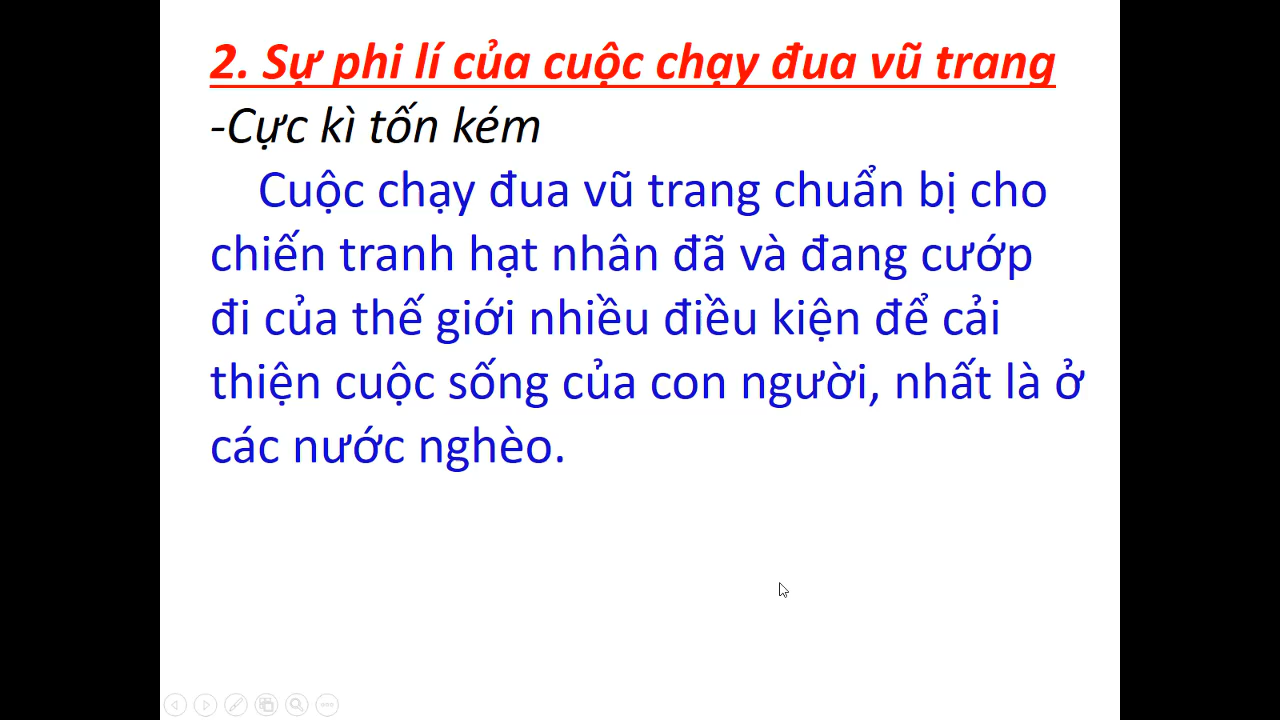 2. Sự phi lí của cuộc chạy đua vũ trang
-Cực kì tốn kém
Cuộc chạy đua vũ trang chuẩn bị cho
chiến tranh hạt nhân đã và đang cướp
đi của thế giới nhiều điều kiện để cải
thiện cuộc sống của con người, nhất là ở
các nước nghèo.